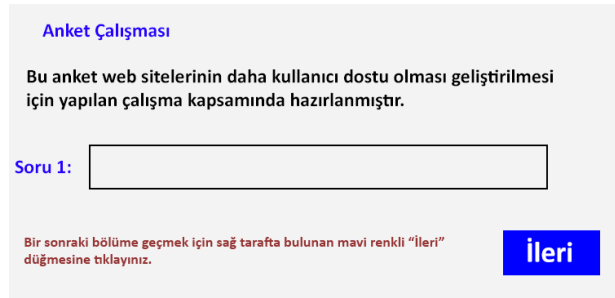 Anket Çalışması
Bu anket web sitelerinin daha kullanıcı dostu olması geliştirilmesi
için yapılan çalışma kapsamında hazırlanmıştır.
Soru 1:
Bir sonraki bölüme geçmek için sağ tarafta bulunan mavi renkli “İleri”
düğmesine tıklayınız.
İleri